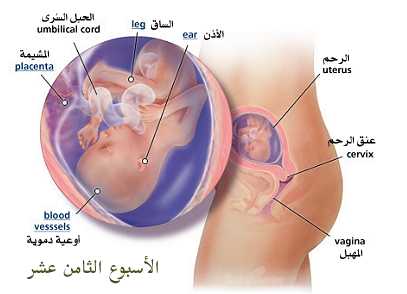 الحبل السرى
umbilical cord
الساق leg
ear الأذن
المشيمة
placenta
الرحم
uterus
عنق الرحم
cervix
blood
vesssels
أوعية دموية
vagina
المهبل
الأسبوع الثامن عشر